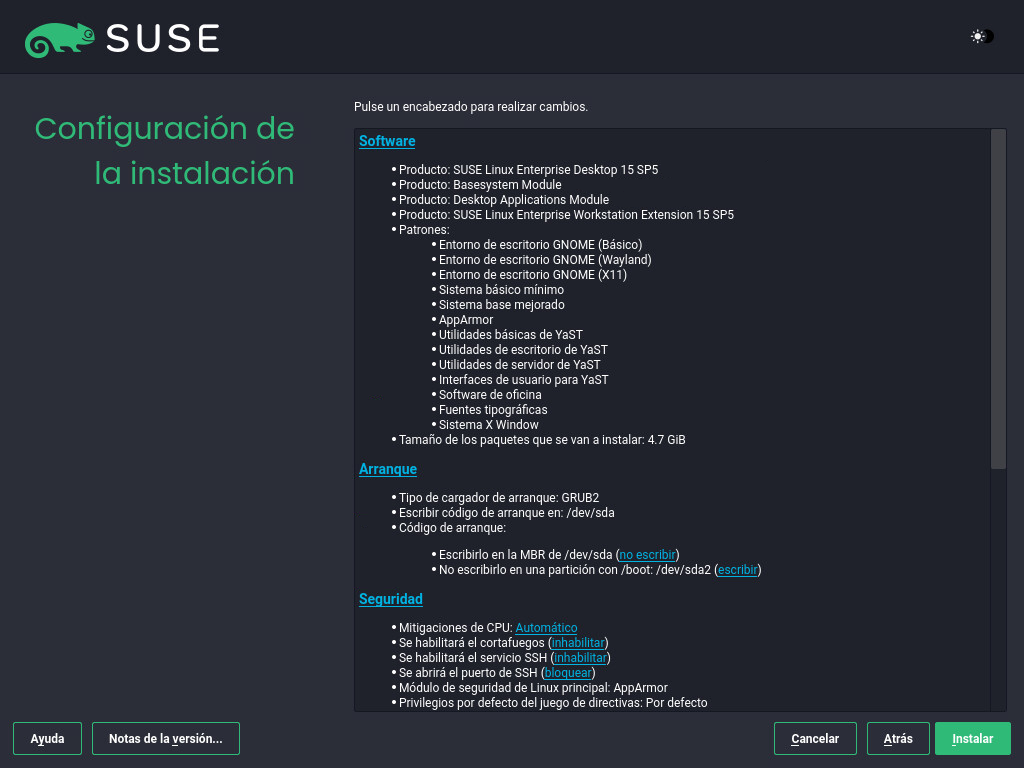 SUSE
Configuración de
la instalación
Pulse un encabezado para realizar cambios.
Software
• Producto: SUSE Linux Enterprise Desktop 15 SP5
• Producto: Basesystem Module
• Producto: Desktop Applications Module
• Producto: SUSE Linux Enterprise Workstation Extension 15 SP5
• Patrones:
• Entorno de escritorio GNOME (Básico)
• Entorno de escritorio GNOME (Wayland)
• Entorno de escritorio GNOME (X11)
• Sistema básico mínimo
• Sistema base mejorado
• AppArmor
• Utilidades básicas de YaST
• Utilidades de escritorio de YaST
• Utilidades de servidor de YaST
• Interfaces de usuario para YaST
• Software de oficina
• Fuentes tipográficas
• Sistema X Window
• Tamaño de los paquetes que se van a instalar: 4.7 GiB
Arranque
• Tipo de cargador de arranque: GRUB2
• Escribir código de arranque en: /dev/sda
• Código de arranque:
• Escribirlo en la MBR de /dev/sda (no escribir)
• No escribirlo en una partición con /boot: /dev/sda2 (escribir)
Seguridad
• Mitigaciones de CPU: Automático
• Se habilitará el cortafuegos (inhabilitar)
• Se habilitará el servicio SSH (inhabilitar)
• Se abrirá el puerto de SSH (bloquear)
• Módulo de seguridad de Linux principal: AppArmor
• Privilegios por defecto del juego de directivas: Por defecto
Ayuda Notas de la versión... Cancelar Atrás Instalar